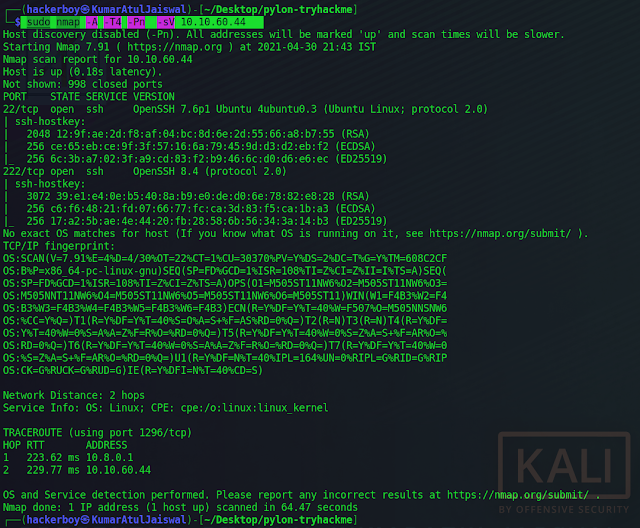 ┌──(hackerboy㉿KumarAtulJaiswal)-[~/Desktop/pylon-tryhackme]
└─$ sudo nmap -A -T4 -Pn -sV 10.10.60.44
Host discovery disabled (-Pn). All addresses will be marked 'up' and scan times will be slower.
Starting Nmap 7.91 ( https://nmap.org ) at 2021-04-30 21:43 IST
Nmap scan report for 10.10.60.44
Host is up (0.18s latency).
Not shown: 998 closed ports
PORT    STATE SERVICE VERSION
22/tcp  open  ssh     OpenSSH 7.6p1 Ubuntu 4ubuntu0.3 (Ubuntu Linux; protocol 2.0)
| ssh-hostkey:
|   2048 12:9f:ae:2d:f8:af:04:bc:8d:6e:2d:55:66:a8:b7:55 (RSA)
|   256 ce:65:eb:ce:9f:3f:57:16:6a:79:45:9d:d3:d2:eb:f2 (ECDSA)
|_  256 6c:3b:a7:02:3f:a9:cd:83:f2:b9:46:6c:d0:d6:e6:ec (ED25519)
222/tcp open  ssh     OpenSSH 8.4 (protocol 2.0)
| ssh-hostkey:
|   3072 39:e1:e4:0e:b5:40:8a:b9:e0:de:d0:6e:78:82:e8:28 (RSA)
|   256 c6:f6:48:21:fd:07:66:77:fc:ca:3d:83:f5:ca:1b:a3 (ECDSA)
|_  256 17:a2:5b:ae:4e:44:20:fb:28:58:6b:56:34:3a:14:b3 (ED25519)
No exact OS matches for host (If you know what OS is running on it, see https://nmap.org/submit/ ).
TCP/IP fingerprint:
OS:SCAN(V=7.91%E=4%D=4/30%OT=22%CT=1%CU=30370%PV=Y%DS=2%DC=T%G=Y%TM=608C2CF
OS:B%P=x86_64-pc-linux-gnu)SEQ(SP=FD%GCD=1%ISR=108%TI=Z%CI=Z%II=I%TS=A)SEQ(
OS:SP=FD%GCD=1%ISR=108%TI=Z%CI=Z%TS=A)OPS(O1=M505ST11NW6%O2=M505ST11NW6%O3=
OS:M505NNT11NW6%O4=M505ST11NW6%O5=M505ST11NW6%O6=M505ST11)WIN(W1=F4B3%W2=F4
OS:B3%W3=F4B3%W4=F4B3%W5=F4B3%W6=F4B3)ECN(R=Y%DF=Y%T=40%W=F507%O=M505NNSNW6
OS:%CC=Y%Q=)T1(R=Y%DF=Y%T=40%S=O%A=S+%F=AS%RD=0%Q=)T2(R=N)T3(R=N)T4(R=Y%DF=
OS:Y%T=40%W=0%S=A%A=Z%F=R%O=%RD=0%Q=)T5(R=Y%DF=Y%T=40%W=0%S=Z%A=S+%F=AR%O=%
OS:RD=0%Q=)T6(R=Y%DF=Y%T=40%W=0%S=A%A=Z%F=R%O=%RD=0%Q=)T7(R=Y%DF=Y%T=40%W=0
OS:%S=Z%A=S+%F=AR%O=%RD=0%Q=)U1(R=Y%DF=N%T=40%IPL=164%UN=0%RIPL=G%RID=G%RIP
OS:CK=G%RUCK=G%RUD=G)IE(R=Y%DFI=N%T=40%CD=S)
Network Distance: 2 hops
Service Info: OS: Linux; CPE: cpe:/o:linux:linux_kernel
TRACEROUTE (using port 1296/tcp)
HOP RTT       ADDRESS
1   223.62 ms 10.8.0.1
2   229.77 ms 10.10.60.44
OS and Service detection performed. Please report any incorrect results at https://nmap.org/submit/ .
Nmap done: 1 IP address (1 host up) scanned in 64.47 seconds
┌──(hackerboy㉿KumarAtulJaiswal)-[~/Desktop/pylon-tryhackme]
KALI
BY OFFENSIVE SECURITY